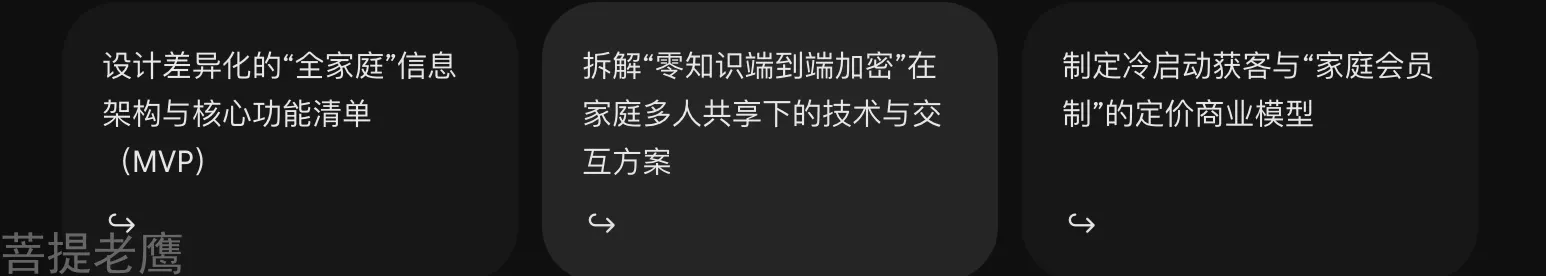 设计差异化的“全家庭”信息
架构与核心功能清单
（MVP）
拆解“零知识端到端加密”在
家庭多人共享下的技术与交
互方案
制定冷启动获客与“家庭会员
制”的定价商业模型
菩提老鹰